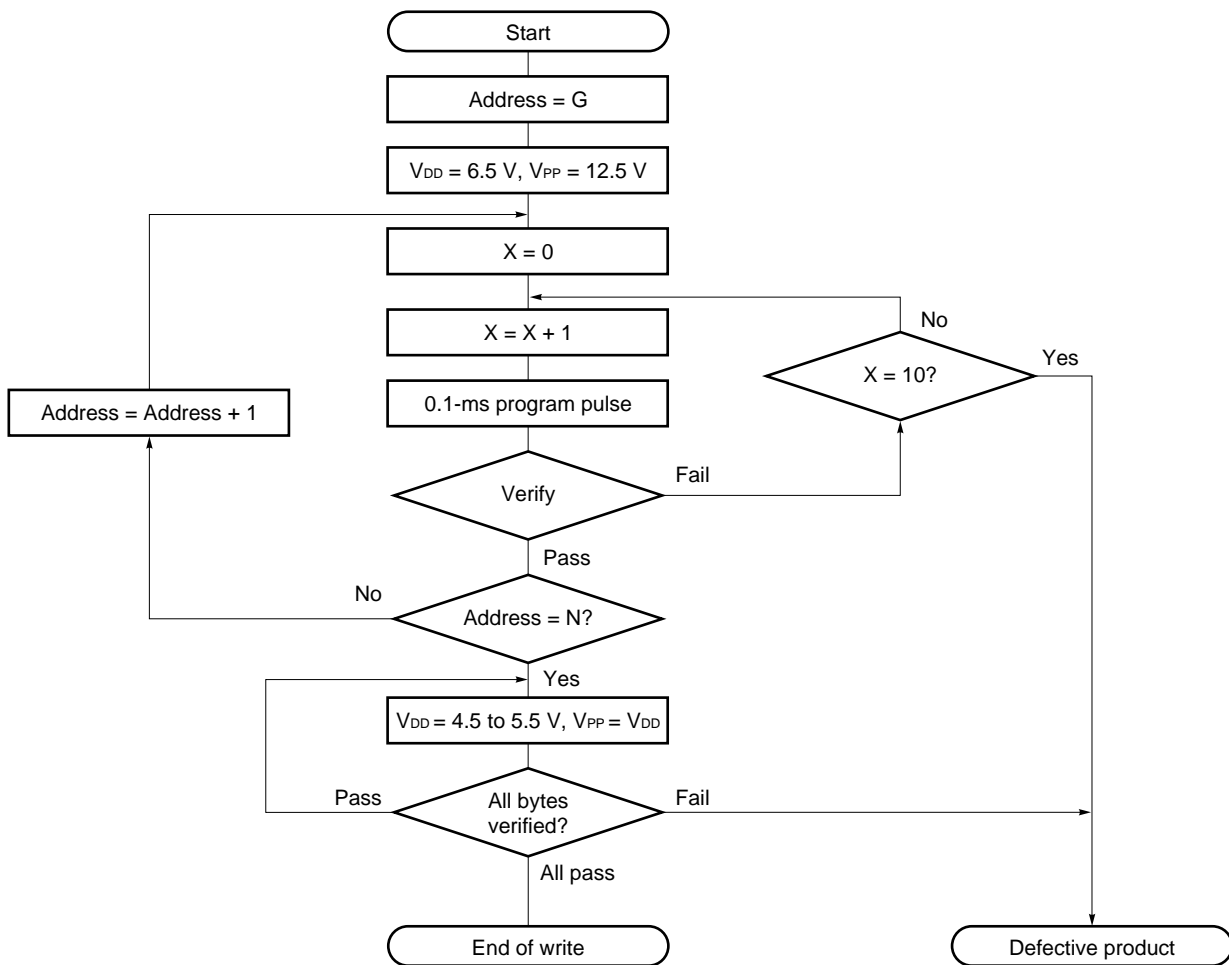 Start
Address = G
VDD = 6.5 V, VPP = 12.5 V
X = 0
X = X + 1
No
X = 10?
Yes
Address = Address + 1
0.1-ms program pulse
Verify
Fail
Pass
No
Address = N?
Yes
VDD = 4.5 to 5.5 V, VPP = VDD
Pass
All bytes
verified?
Fail
All pass
End of write
Defective product